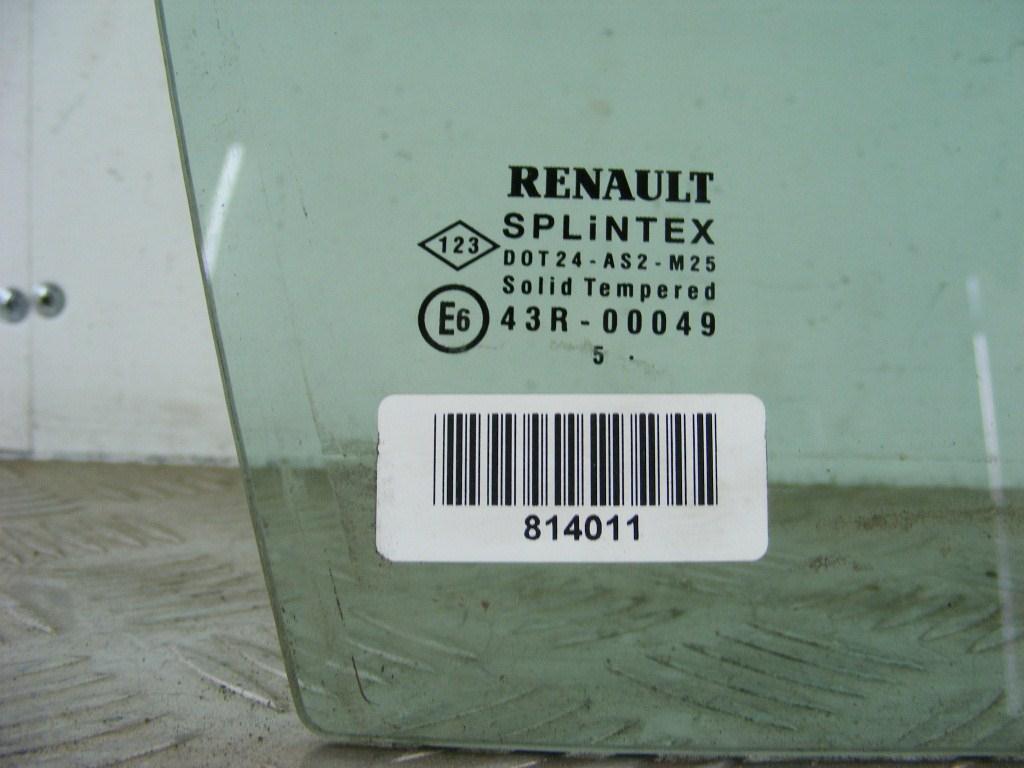 RENAULT
SPLiNTEX
123
DOT24-AS2-M25
Solid Tempered
E6 43R-00049
5 .
814011